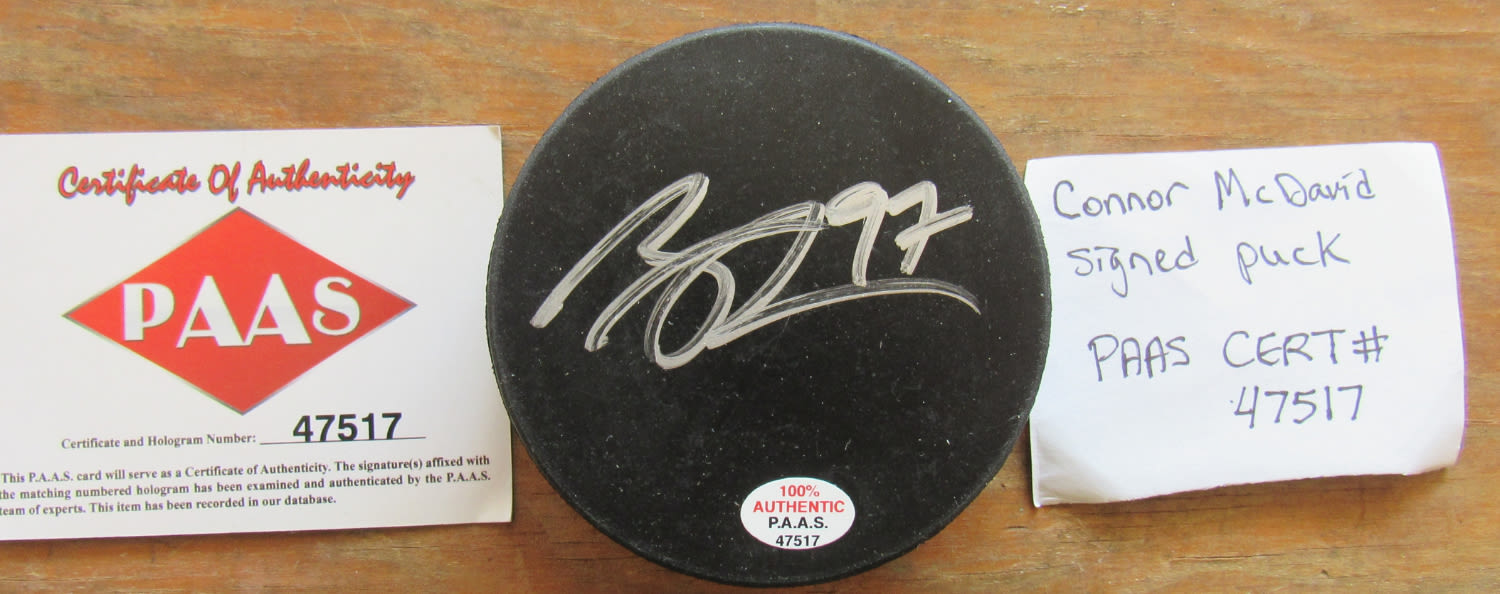 Certificate Of Authenticity
PAAS
Certificate and Hologram Number: 47517
This P.A.A.S. card will serve as a Certificate of Authenticity. The signature(s) affixed with
the matching numbered hologram has been examined and authenticated by the P.A.A.S.
team of experts. This item has been recorded in our database.
97
100%
AUTHENTIC
P.A.A.S.
47517
Connor McDavid
signed puck
PAAS CERT#
47517